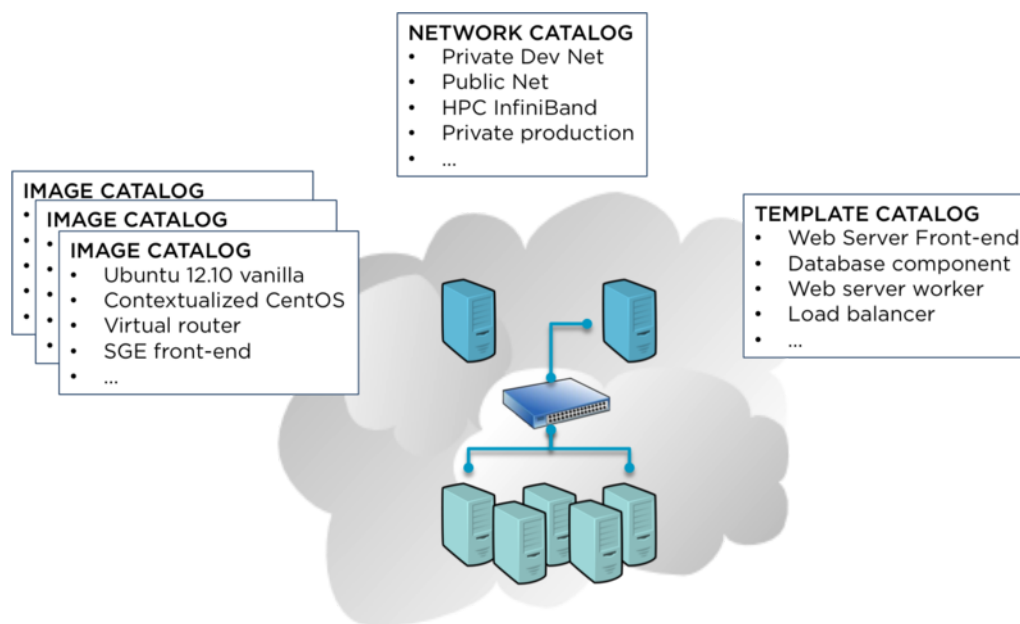 NETWORK CATALOG
• Private Dev Net
• Public Net
• HPC InfiniBand
• Private production
• ...
IMAGE CATALOG
IMAGE CATALOG
IMAGE CATALOG
• Ubuntu 12.10 vanilla
• Contextualized CentOS
• Virtual router
• SGE front-end
• ...
TEMPLATE CATALOG
• Web Server Front-end
• Database component
• Web server worker
• Load balancer
• ...